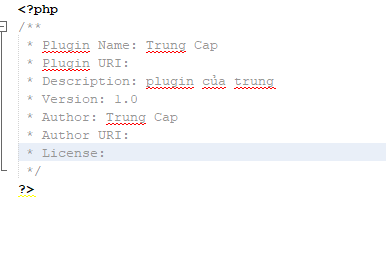 <?php
/**
* Plugin Name: Trung Cap
* Plugin URI:
* Description: plugin của trung
* Version: 1.0
* Author: Trung Cap
* Author URI:
* License:
*/
?>